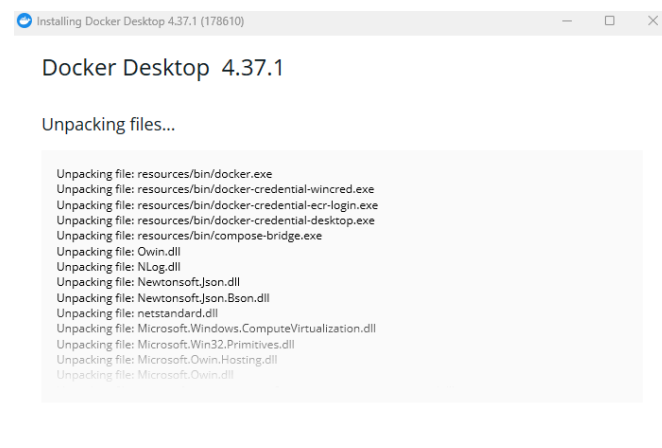 Installing Docker Desktop 4.37.1 (178610)
Docker Desktop 4.37.1
Unpacking files...
Unpacking file: resources/bin/docker.exe
Unpacking file: resources/bin/docker-credential-wincred.exe
Unpacking file: resources/bin/docker-credential-ecr-login.exe
Unpacking file: resources/bin/docker-credential-desktop.exe
Unpacking file: resources/bin/compose-bridge.exe
Unpacking file: Owin.dll
Unpacking file: NLog.dll
Unpacking file: Newtonsoft.Json.dll
Unpacking file: Newtonsoft.Json.Bson.dll
Unpacking file: netstandard.dll
Unpacking file: Microsoft.Windows.ComputeVirtualization.dll
Unpacking file: Microsoft.Win32.Primitives.dll
Unpacking file: Microsoft.Owin.Hosting.dll
Unpacking file: Microsoft.Owin.dll